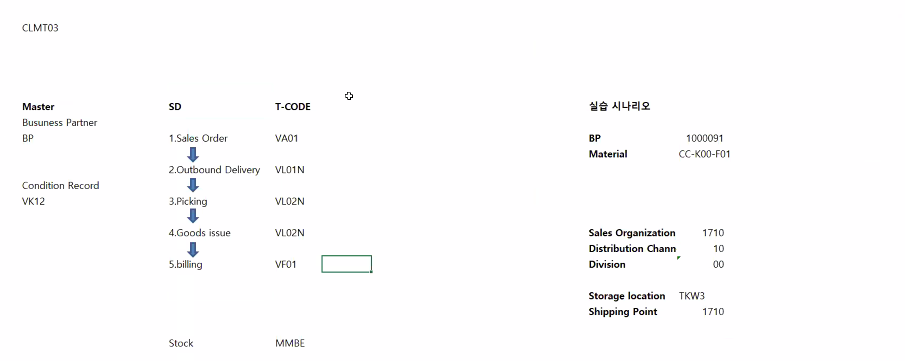 CLMT03
Master SD T-CODE 실습 시나리오
Busuness Partner
BP 1.Sales Order VA01 BP 1000091
Material CC-K00-F01
2.Outbound Delivery VL01N
Condition Record
VK12 3.Picking VL02N
4.Goods issue VL02N Sales Organization 1710
Distribution Chann 10
5.billing VF01 Division 00
Storage location TKW3
Shipping Point 1710
Stock MMBE